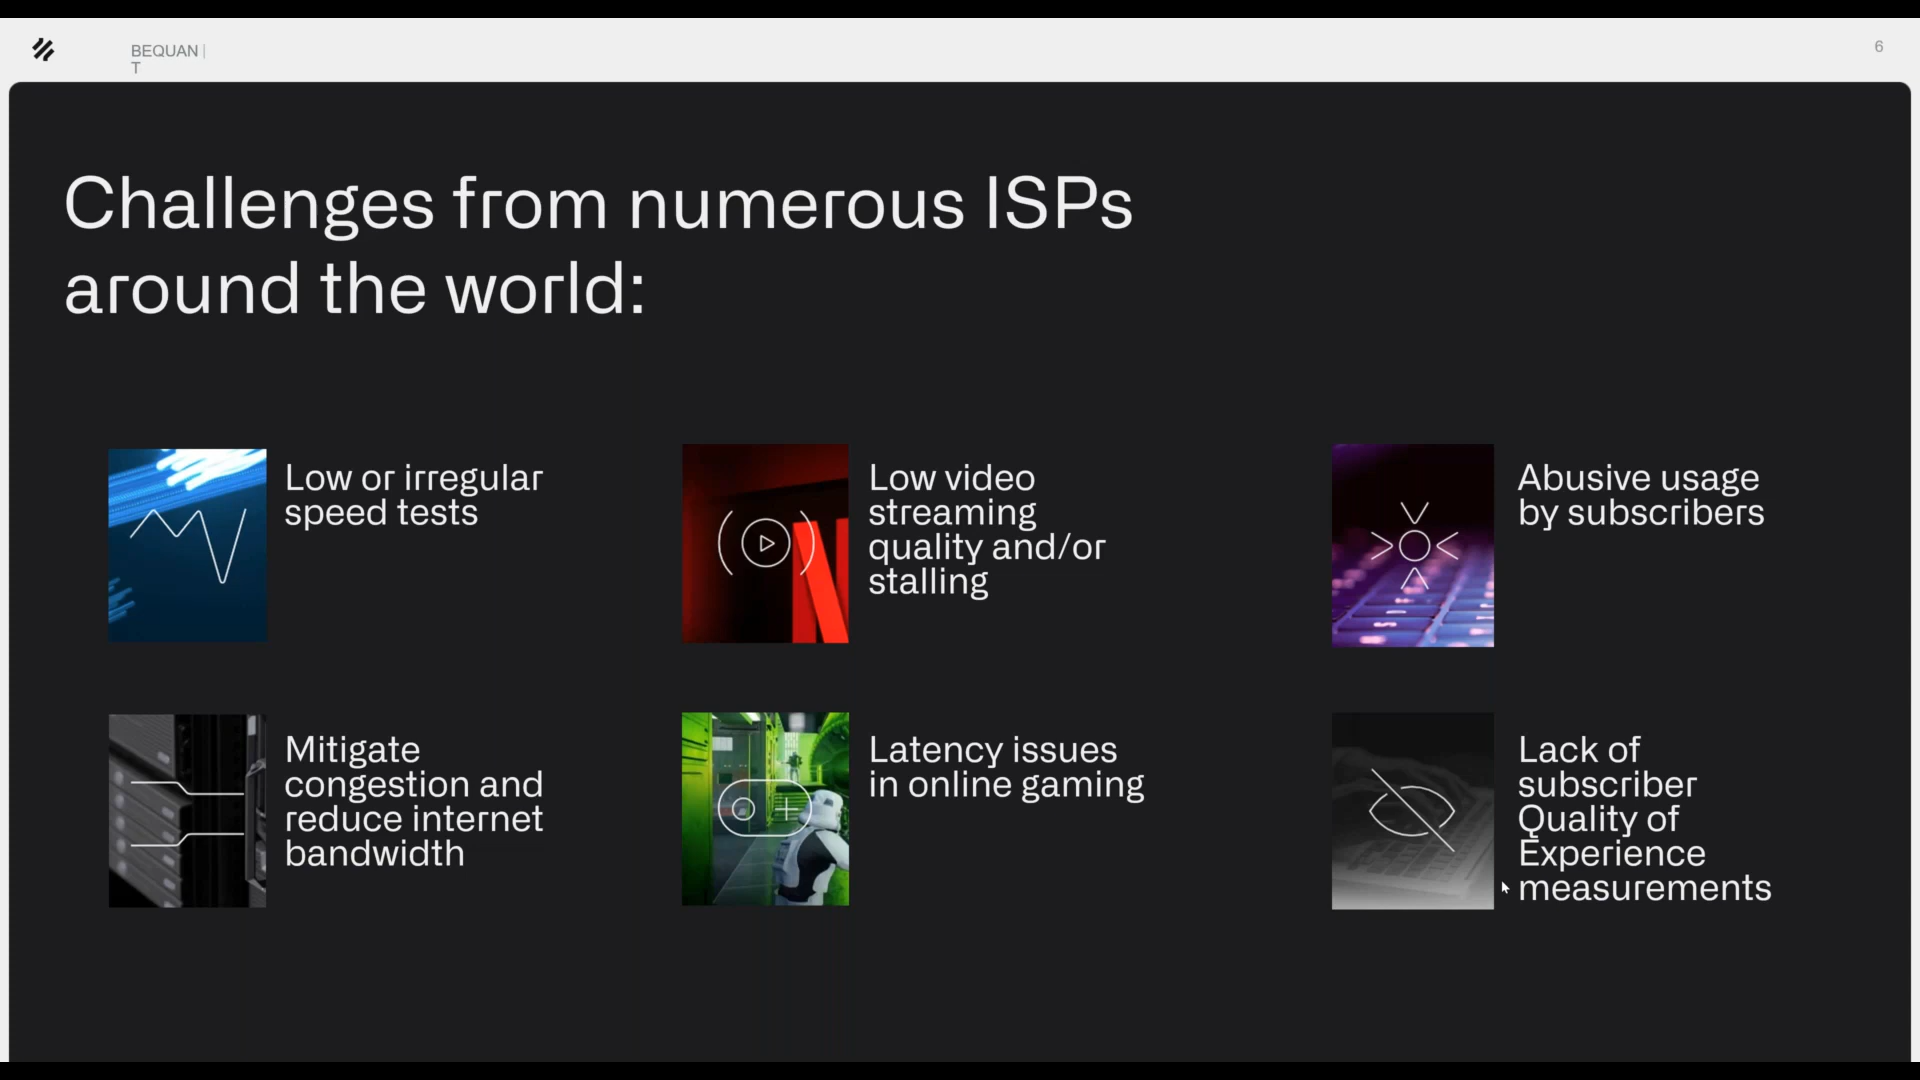 BEQUAN |
T
6
Challenges from numerous ISPs
around the world:
Low or irregular
speed tests
Low video
streaming
quality and/or
stalling
Abusive usage
by subscribers
Mitigate
congestion and
reduce internet
bandwidth
Latency issues
in online gaming
Lack of
subscriber
Quality of
Experience
measurements